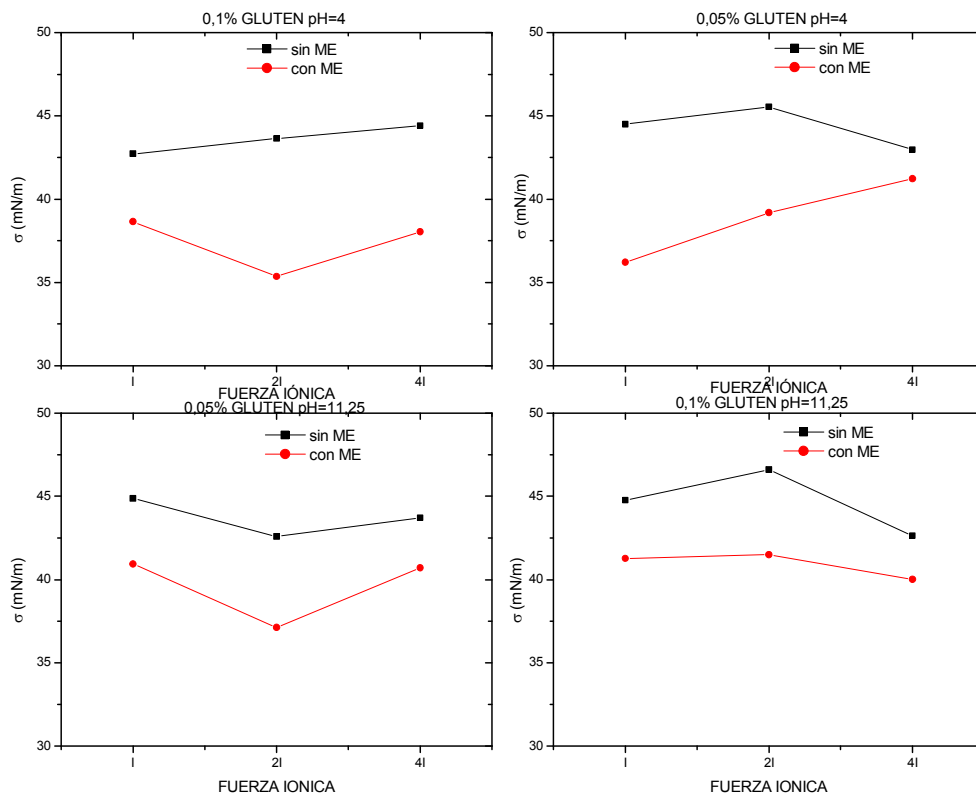 0,1% GLUTEN pH=4
sin ME
con ME
50
45
40
35
30
σ (mN/m)
I
2I
4I
FUERZA IÓNICA
0,05% GLUTEN pH=4
sin ME
con ME
50
45
40
35
30
σ (mN/m)
I
2I
4I
FUERZA IÓNICA
0,05% GLUTEN pH=11,25
sin ME
con ME
50
45
40
35
30
σ (mN/m)
I
2I
4I
FUERZA IONICA
0,1% GLUTEN pH=11,25
sin ME
con ME
50
45
40
35
30
σ (mN/m)
I
2I
4I
FUERZA IONICA